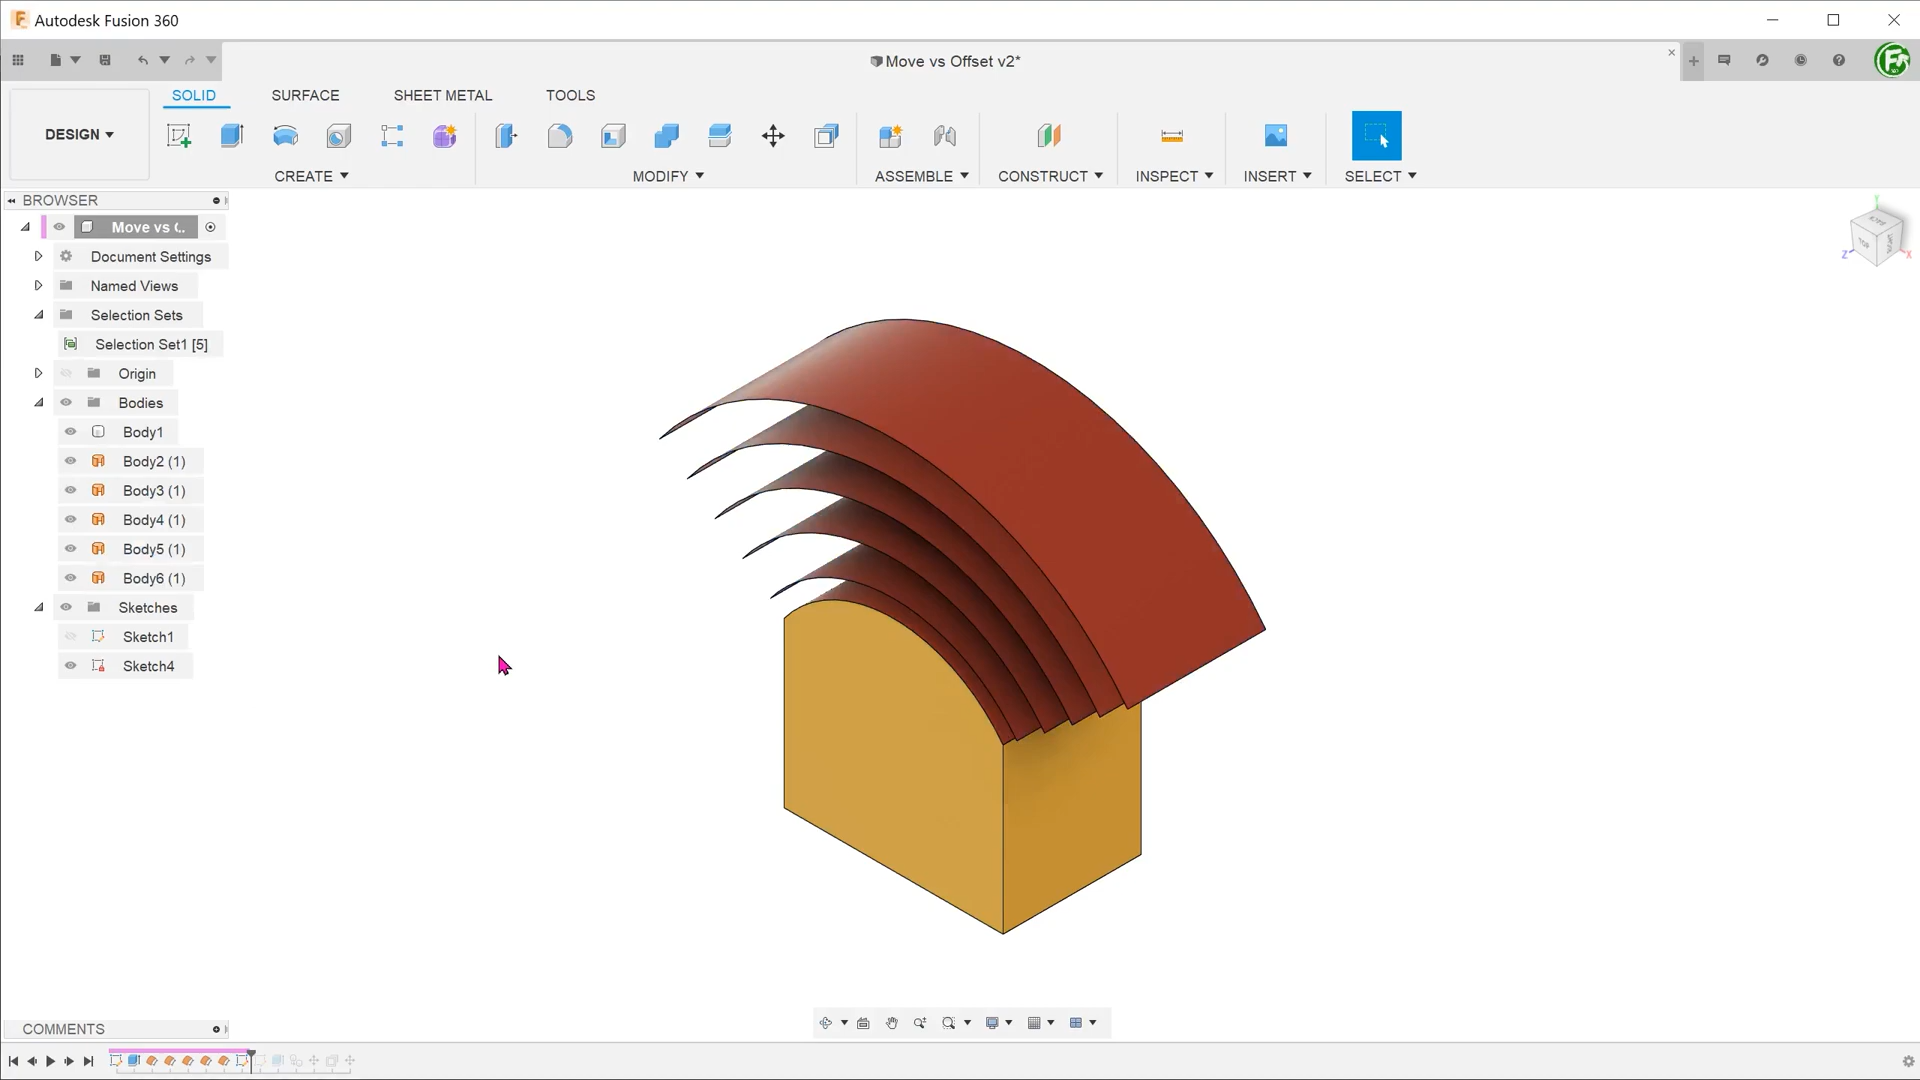 Autodesk Fusion 360
Move vs Offset v2*
SOLID SURFACE SHEET METAL TOOLS
DESIGN
CREATE MODIFY ASSEMBLE CONSTRUCT INSPECT INSERT SELECT
BROWSER
Move vs (..
Document Settings
Named Views
Selection Sets
Selection Set1 [5]
Origin
Bodies
Body1
Body2 (1)
Body3 (1)
Body4 (1)
Body5 (1)
Body6 (1)
Sketches
Sketch1
Sketch4
Y
TOP
Z
X
COMMENTS